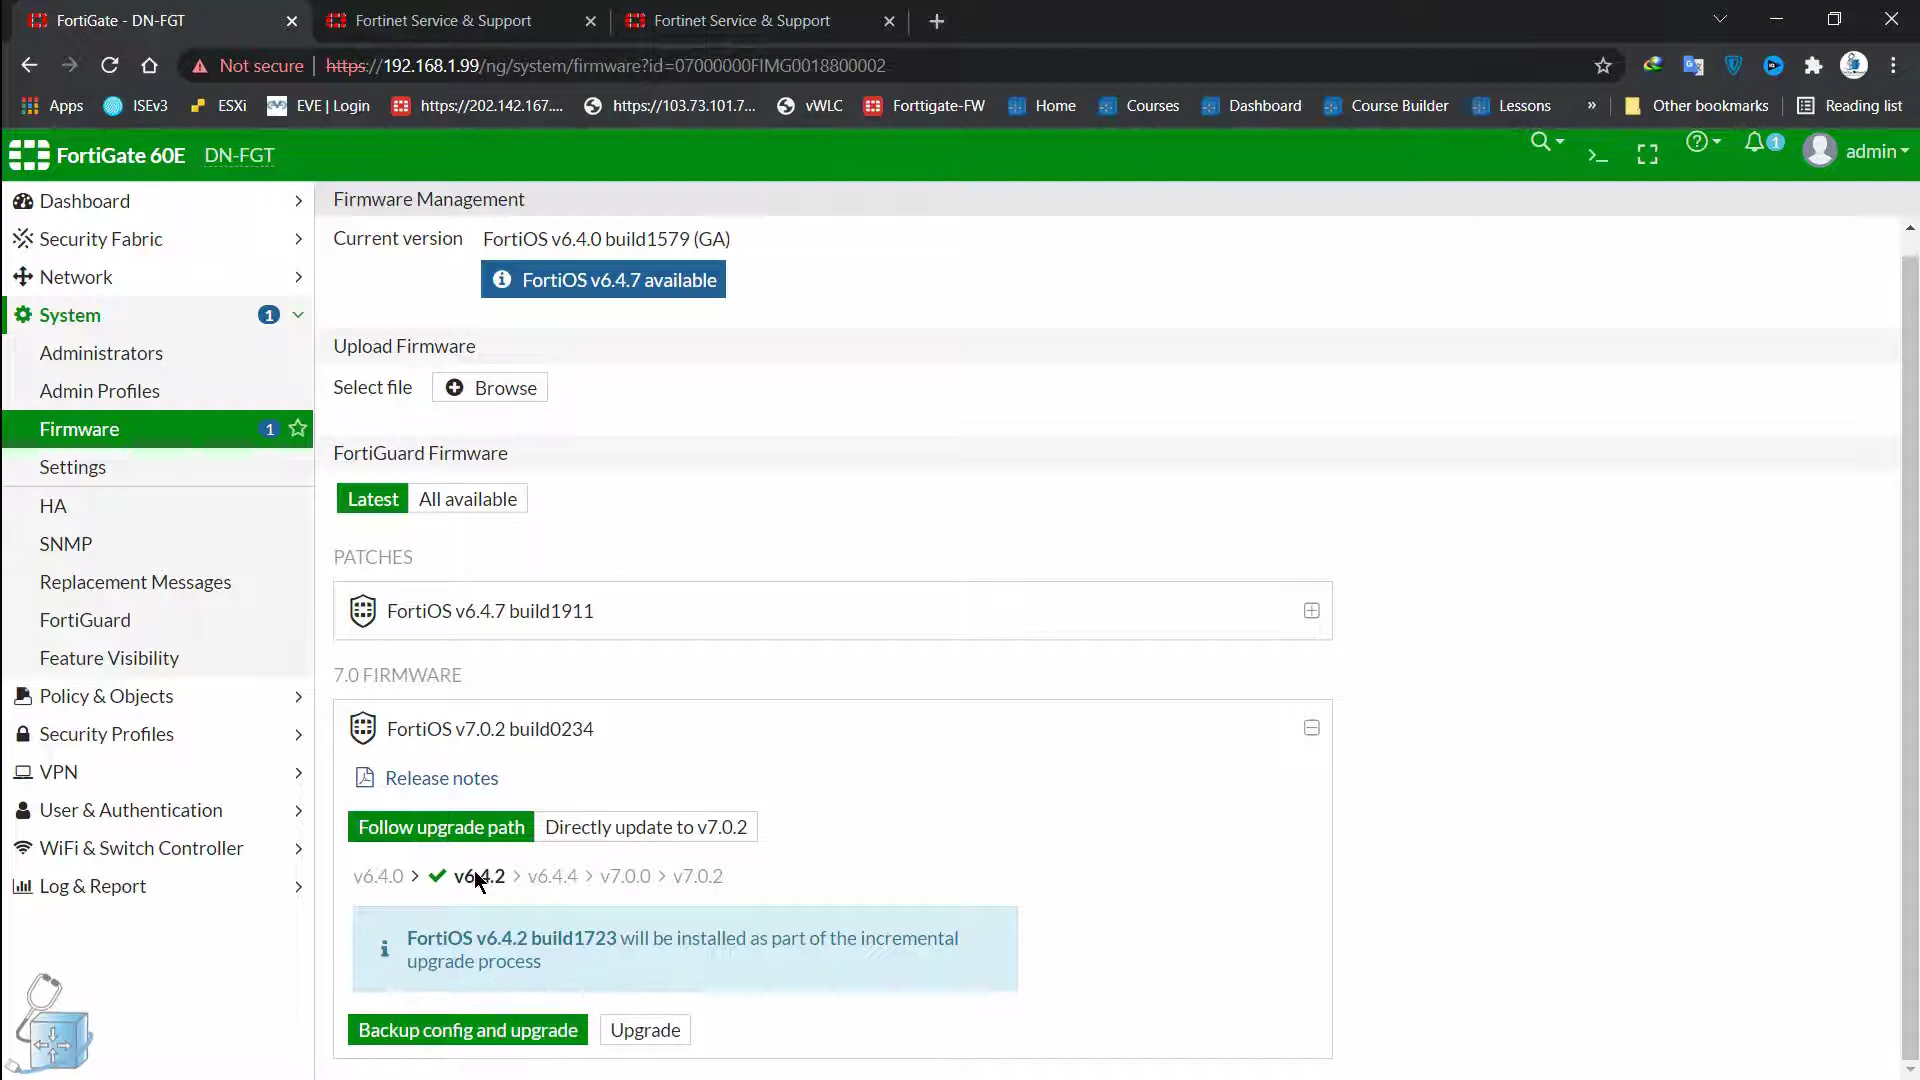 FortiGate - DN-FGT
Fortinet Service & Support
Fortinet Service & Support
Not secure | https://192.168.1.99/ng/system/firmware?id=07000000FIMG0018800002
Apps ISEv3 ESXi EVE | Login https://202.142.167.... https://103.73.101.7... vWLC Forttigate-FW Home Courses Dashboard Course Builder Lessons » Other bookmarks Reading list
FortiGate 60E DN-FGT
1 admin
Dashboard
Security Fabric
Network
System 1
Administrators
Admin Profiles
Firmware 1
Settings
HA
SNMP
Replacement Messages
FortiGuard
Feature Visibility
Policy & Objects
Security Profiles
VPN
User & Authentication
WiFi & Switch Controller
Log & Report
Firmware Management
Current version FortiOS v6.4.0 build1579 (GA)
FortiOS v6.4.7 available
Upload Firmware
Select file Browse
FortiGuard Firmware
Latest All available
PATCHES
FortiOS v6.4.7 build1911
7.0 FIRMWARE
FortiOS v7.0.2 build0234
Release notes
Follow upgrade path Directly update to v7.0.2
v6.4.0 > v6.4.2 > v6.4.4 > v7.0.0 > v7.0.2
FortiOS v6.4.2 build1723 will be installed as part of the incremental
upgrade process
Backup config and upgrade Upgrade